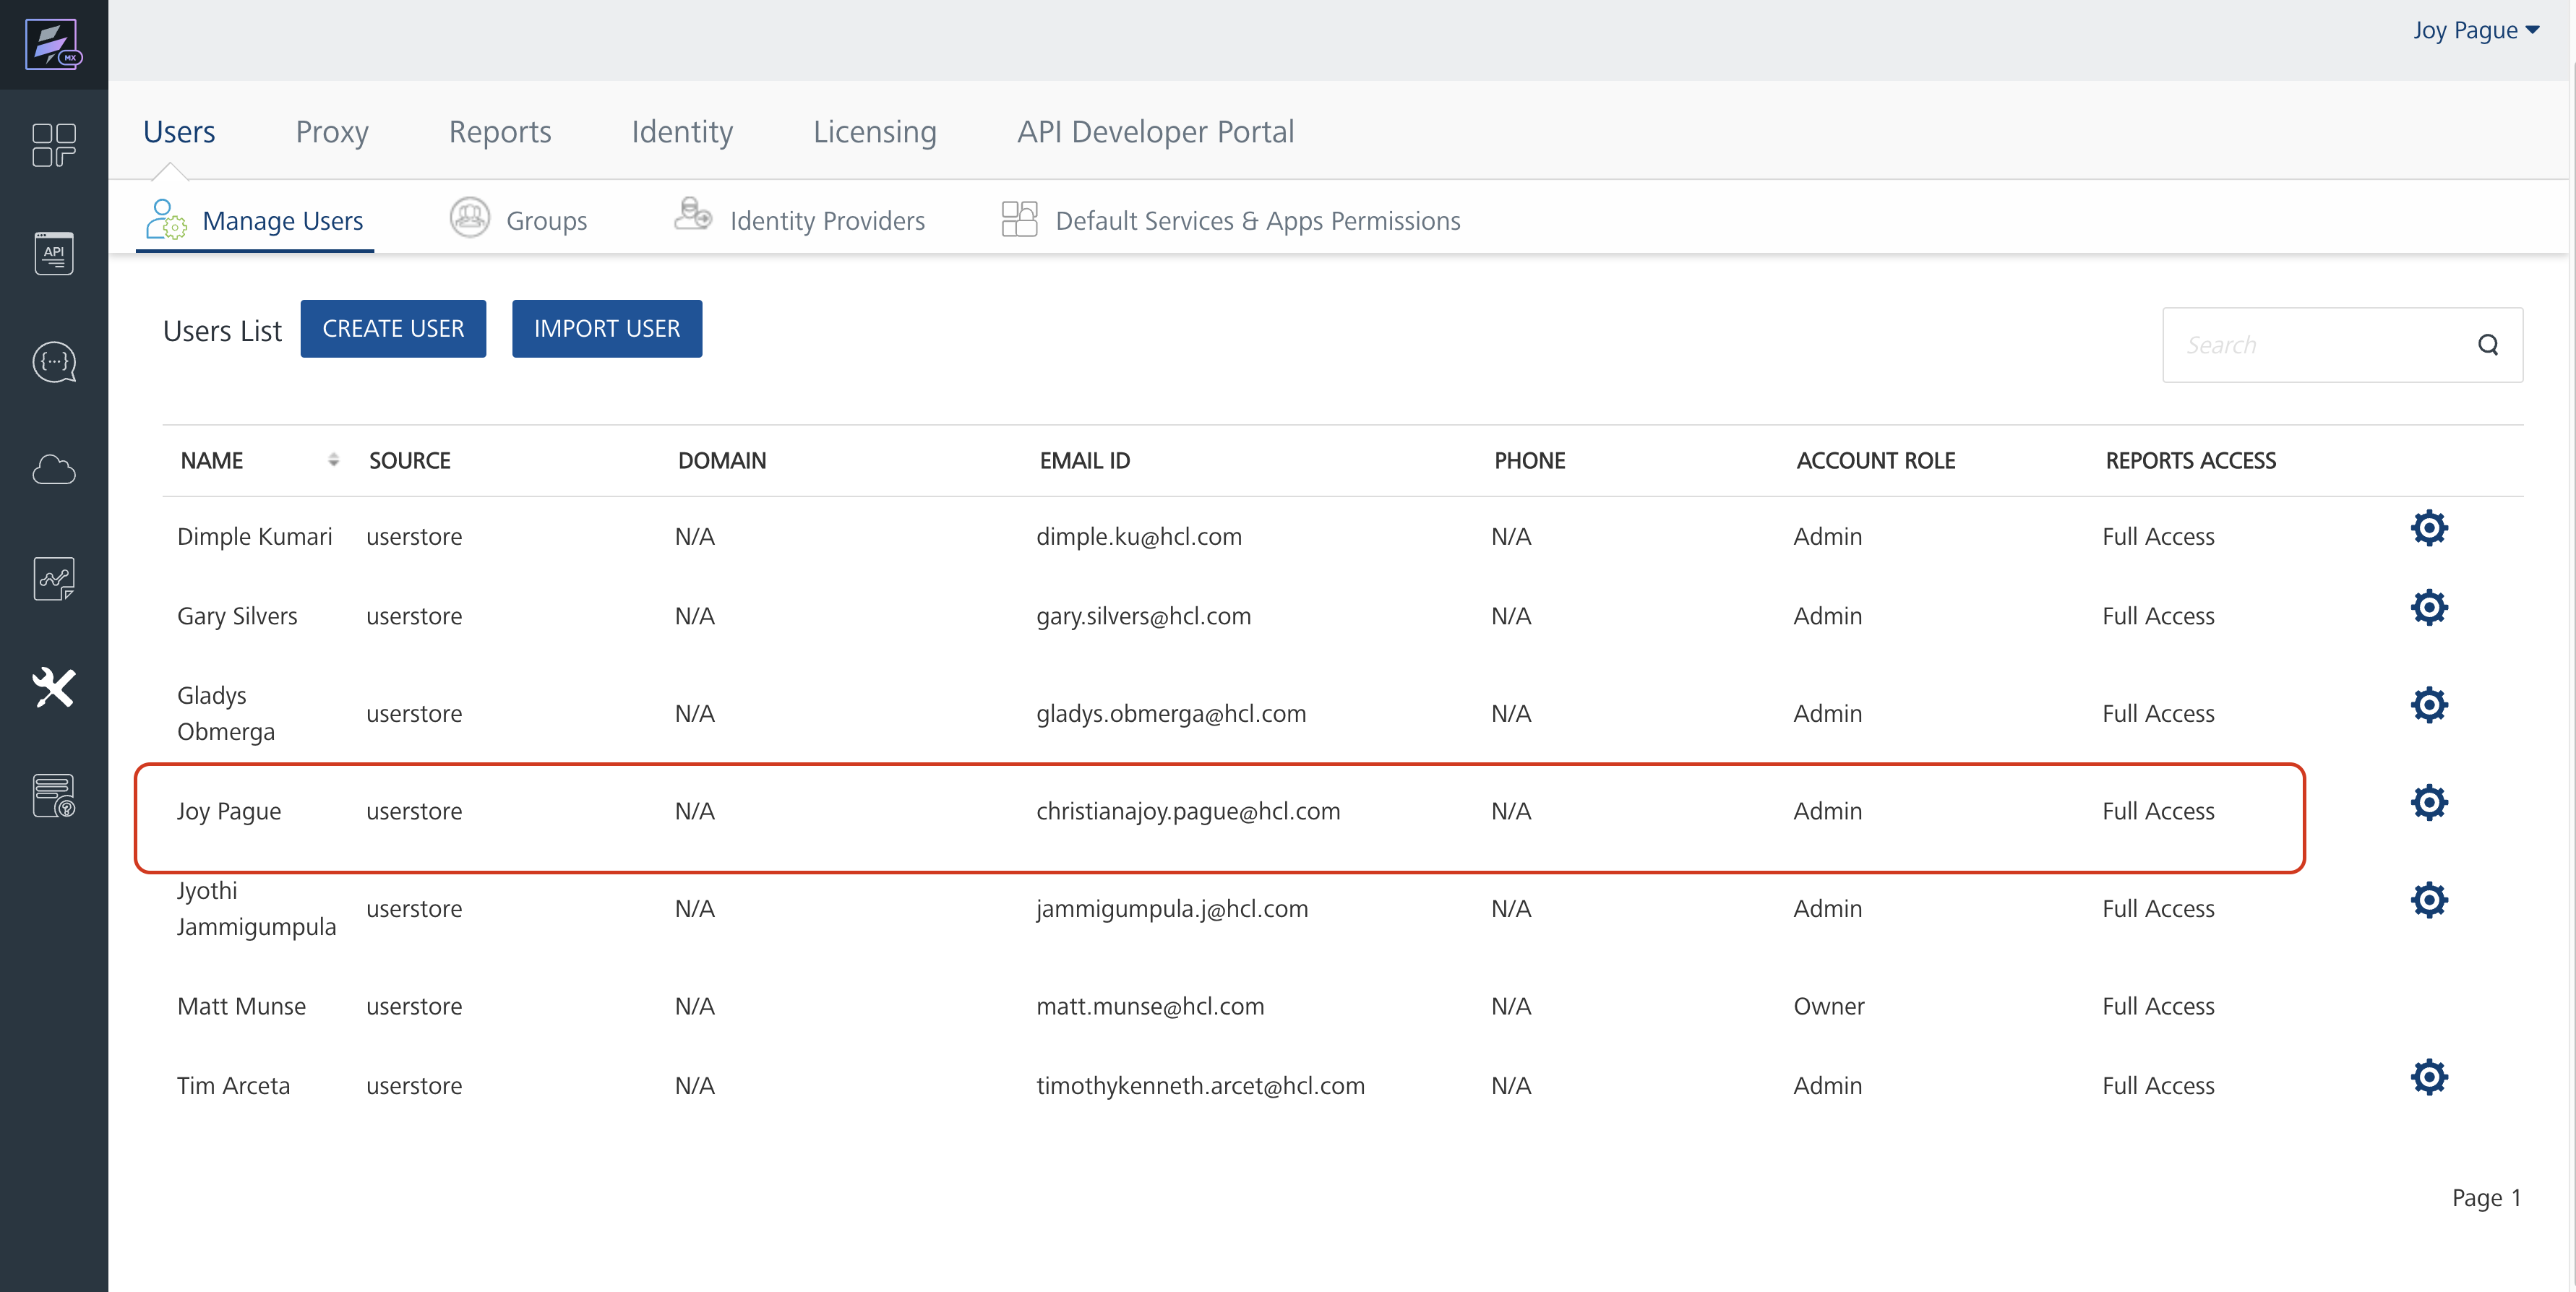 MX
Joy Pague
Users Proxy Reports Identity Licensing API Developer Portal
Manage Users Groups Identity Providers Default Services & Apps Permissions
API
{...}
Users List CREATE USER IMPORT USER Search
NAME SOURCE DOMAIN EMAIL ID PHONE ACCOUNT ROLE REPORTS ACCESS
Dimple Kumari userstore N/A dimple.ku@hcl.com N/A Admin Full Access
Gary Silvers userstore N/A gary.silvers@hcl.com N/A Admin Full Access
Gladys
Obmerga userstore N/A gladys.obmerga@hcl.com N/A Admin Full Access
Joy Pague userstore N/A christianajoy.pague@hcl.com N/A Admin Full Access
Jyothi
Jammigumpula userstore N/A jammigumpula.j@hcl.com N/A Admin Full Access
Matt Munse userstore N/A matt.munse@hcl.com N/A Owner Full Access
Tim Arceta userstore N/A timothykenneth.arcet@hcl.com N/A Admin Full Access
?
Page 1